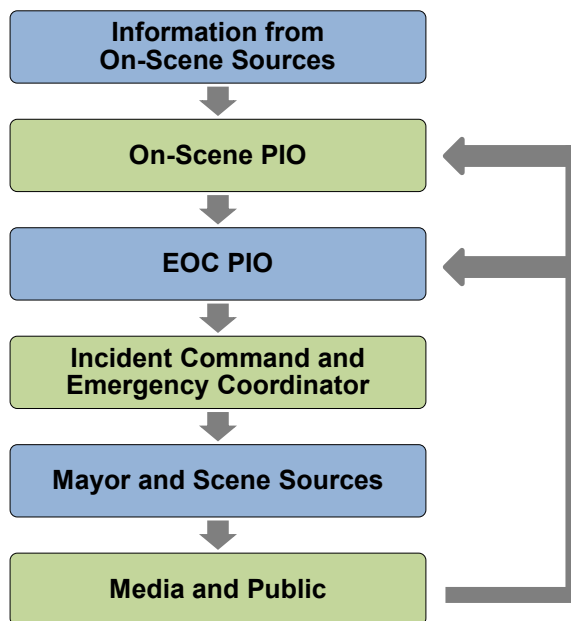 Information from
On-Scene Sources
On-Scene PIO
EOC PIO
Incident Command and
Emergency Coordinator
Mayor and Scene Sources
Media and Public